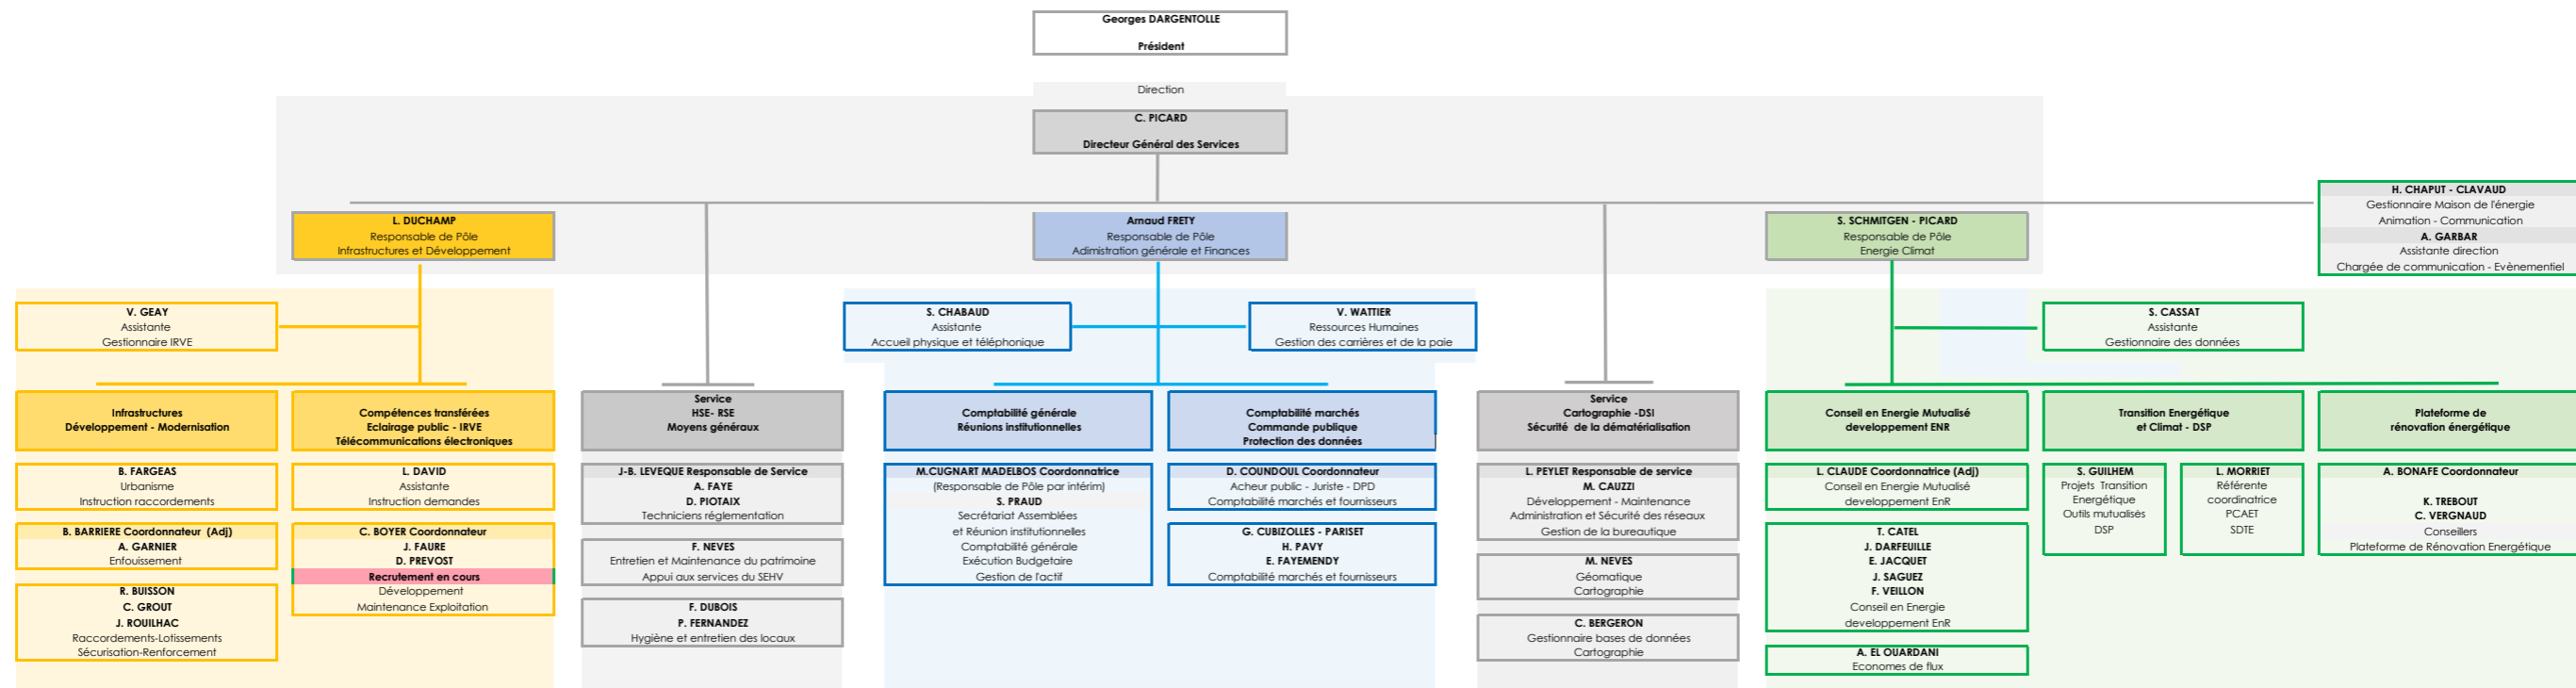 Georges DARGENTOLLE
Président
Direction
C. PICARD
Directeur Général des Services
H. CHAPUT - CLAVAUD
Gestionnaire Maison de l'énergie
Animation - Communication
A. GARBAR
Assistante direction
Chargée de communication - Evènementiel
L. DUCHAMP
Responsable de Pôle
Infrastructures et Développement
Arnaud FRETY
Responsable de Pôle
Adimistration générale et Finances
S. SCHMITGEN - PICARD
Responsable de Pôle
Energie Climat
V. GEAY
Assistante
Gestionnaire IRVE
S. CHABAUD
Assistante
Accueil physique et téléphonique
V. WATTIER
Ressources Humaines
Gestion des carrières et de la paie
S. CASSAT
Assistante
Gestionnaire des données
Infrastructures
Développement - Modernisation
B. FARGEAS
Urbanisme
Instruction raccordements
B. BARRIERE Coordonnateur (Adj)
A. GARNIER
Enfouissement
R. BUISSON
C. GROUT
J. ROUILHAC
Raccordements-Lotissements
Sécurisation-Renforcement
Compétences transférées
Eclairage public - IRVE
Télécommunications électroniques
L. DAVID
Assistante
Instruction demandes
C. BOYER Coordonnateur
J. FAURE
D. PREVOST
Recrutement en cours
Développement
Maintenance Exploitation
Service
HSE- RSE
Moyens généraux
J-B. LEVEQUE Responsable de Service
A. FAYE
D. PIOTAIX
Techniciens réglementation
F. NEVES
Entretien et Maintenance du patrimoine
Appui aux services du SEHV
F. DUBOIS
P. FERNANDEZ
Hygiène et entretien des locaux
Comptabilité générale
Réunions institutionnelles
M.CUGNART MADELBOS Coordonnatrice
(Responsable de Pôle par intérim)
S. PRAUD
Secrétariat Assemblées
et Réunion institutionnelles
Comptabilité générale
Exécution Budgetaire
Gestion de l'actif
Comptabilité marchés
Commande publique
Protection des données
D. COUNDOUL Coordonnateur
Acheur public - Juriste - DPD
Comptabilité marchés et fournisseurs
G. CUBIZOLLES - PARISET
H. PAVY
E. FAYEMENDY
Comptabilité marchés et fournisseurs
Service
Cartographie -DSI
Sécurité de la dématérialisation
L. PEYLET Responsable de service
M. CAUZZI
Développement - Maintenance
Administration et Sécurité des réseaux
Gestion de la bureautique
M. NEVES
Géomatique
Cartographie
C. BERGERON
Gestionnaire bases de données
Cartographie
Conseil en Energie Mutualisé
developpement ENR
L. CLAUDE Coordonnatrice (Adj)
Conseil en Energie Mutualisé
developpement EnR
T. CATEL
J. DARFEUILLE
E. JACQUET
J. SAGUEZ
F. VEILLON
Conseil en Energie
developpement EnR
A. EL OUARDANI
Economes de flux
Transition Energétique
et Climat - DSP
S. GUILHEM
Projets Transition
Energétique
Outils mutualisés
DSP
L. MORRIET
Référente
coordinatrice
PCAET
SDTE
Plateforme de
rénovation énergétique
A. BONAFE Coordonnateur
K. TREBOUT
C. VERGNAUD
Conseillers
Plateforme de Rénovation Energétique